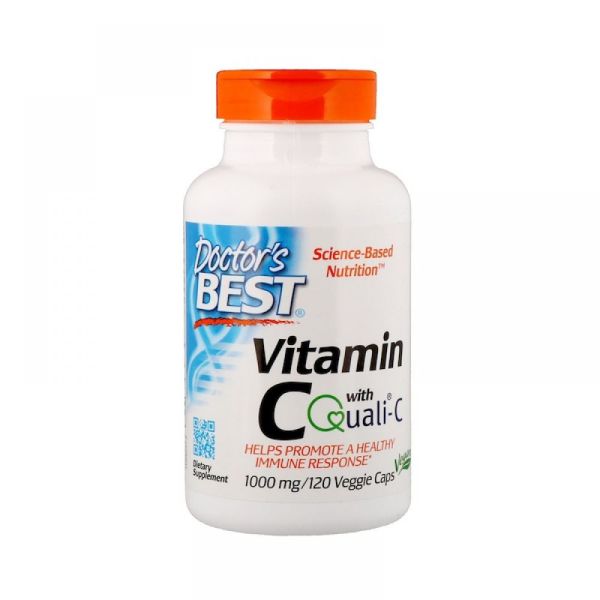 Doctor's
BEST®
Science-Based
Nutrition™
Vitamin
C with
Quali®-C
HELPS PROMOTE A HEALTHY
IMMUNE RESPONSE*
1000 mg/120 Veggie Caps
Dietary
Supplement